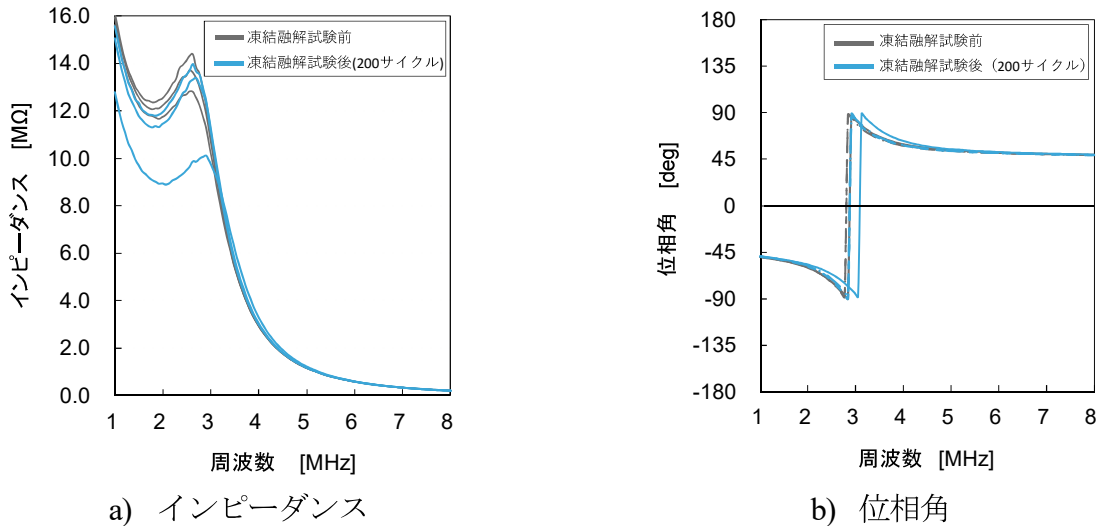 16.0
14.0
12.0
10.0
8.0
6.0
4.0
2.0
0.0
インピーダンス [MΩ]
凍結融解試験前
凍結融解試験後(200サイクル)
1 2 3 4 5 6 7 8
周波数 [MHz]
a) インピーダンス
180
135
90
45
0
-45
-90
-135
-180
位相角 [deg]
凍結融解試験前
凍結融解試験後（200サイクル）
1 2 3 4 5 6 7 8
周波数 [MHz]
b) 位相角